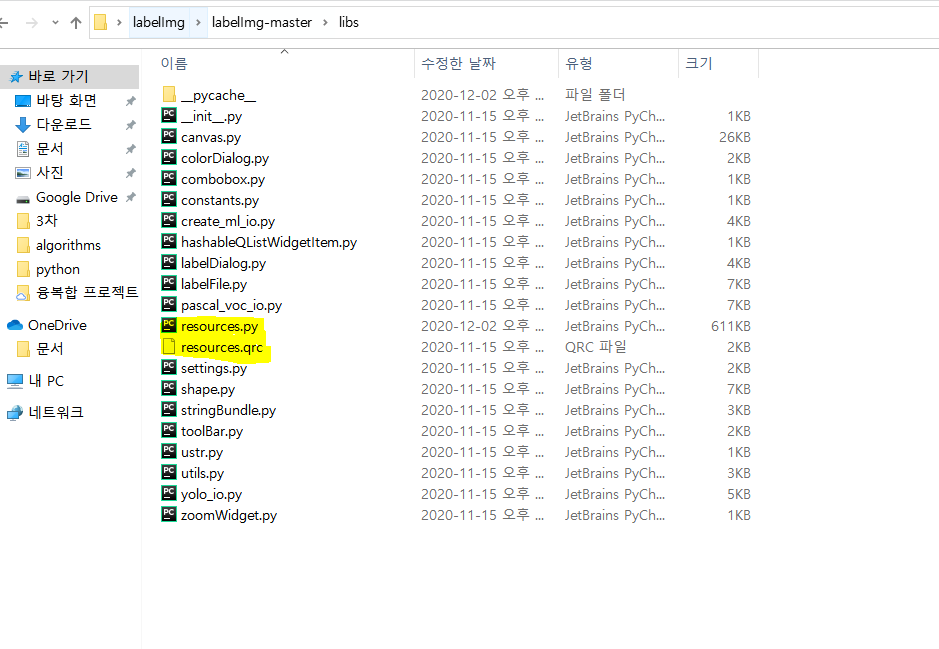 labelImg > labelImg-master > libs
바로 가기
바탕 화면
다운로드
문서
사진
Google Drive
3차
algorithms
python
융복합 프로젝트
OneDrive
문서
내 PC
네트워크
이름 수정한 날짜 유형 크기
__pycache__ 2020-12-02 오후 ... 파일 폴더
__init__.py 2020-11-15 오후 ... JetBrains PyCh... 1KB
canvas.py 2020-11-15 오후 ... JetBrains PyCh... 26KB
colorDialog.py 2020-11-15 오후 ... JetBrains PyCh... 2KB
combobox.py 2020-11-15 오후 ... JetBrains PyCh... 1KB
constants.py 2020-11-15 오후 ... JetBrains PyCh... 1KB
create_ml_io.py 2020-11-15 오후 ... JetBrains PyCh... 4KB
hashableQListWidgetItem.py 2020-11-15 오후 ... JetBrains PyCh... 1KB
labelDialog.py 2020-11-15 오후 ... JetBrains PyCh... 4KB
labelFile.py 2020-11-15 오후 ... JetBrains PyCh... 7KB
pascal_voc_io.py 2020-11-15 오후 ... JetBrains PyCh... 7KB
resources.py 2020-12-02 오후 ... JetBrains PyCh... 611KB
resources.qrc 2020-11-15 오후 ... QRC 파일 2KB
settings.py 2020-11-15 오후 ... JetBrains PyCh... 2KB
shape.py 2020-11-15 오후 ... JetBrains PyCh... 7KB
stringBundle.py 2020-11-15 오후 ... JetBrains PyCh... 3KB
toolBar.py 2020-11-15 오후 ... JetBrains PyCh... 2KB
ustr.py 2020-11-15 오후 ... JetBrains PyCh... 1KB
utils.py 2020-11-15 오후 ... JetBrains PyCh... 3KB
yolo_io.py 2020-11-15 오후 ... JetBrains PyCh... 5KB
zoomWidget.py 2020-11-15 오후 ... JetBrains PyCh... 1KB